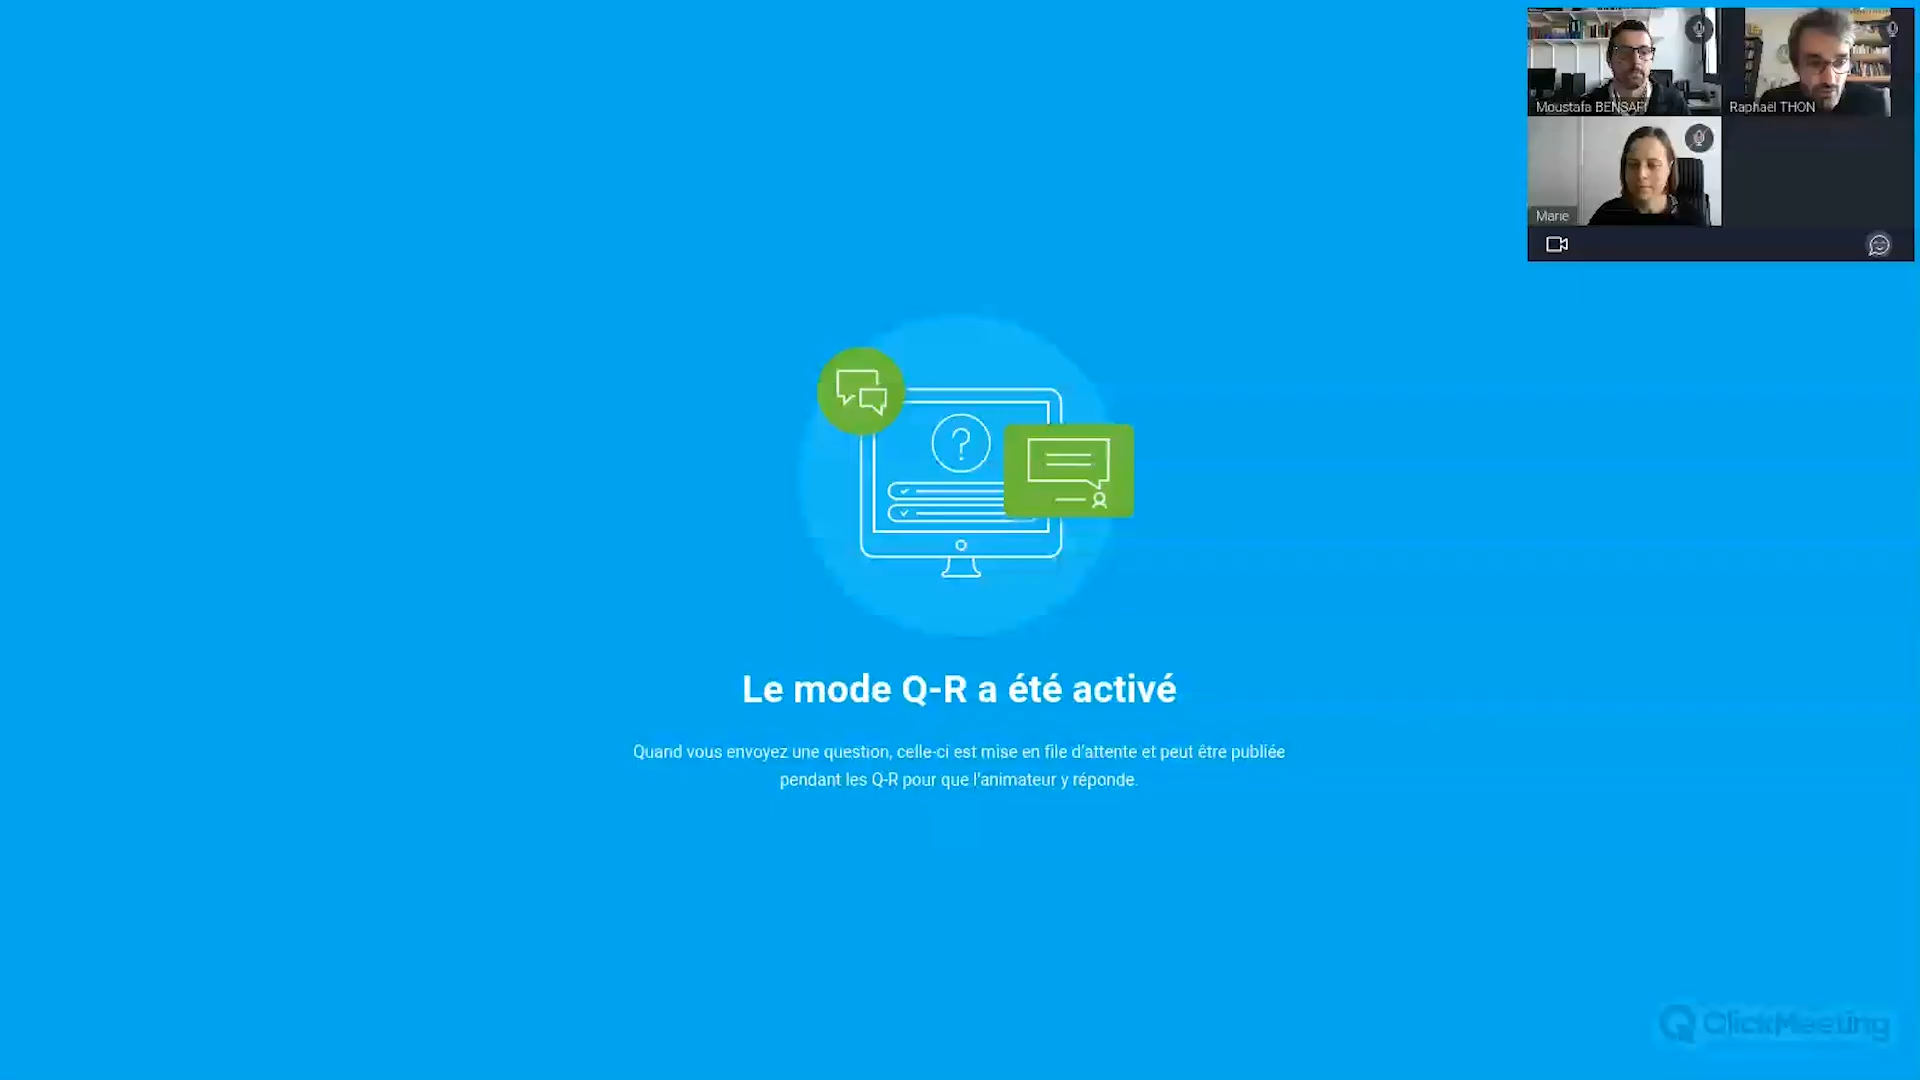 Moustafa BENSAFI
Raphaël THON
Marie
?
Le mode Q-R a été activé
Quand vous envoyez une question, celle-ci est mise en file d'attente et peut être publiée
pendant les Q-R pour que l'animateur y réponde.
ClickMeeting